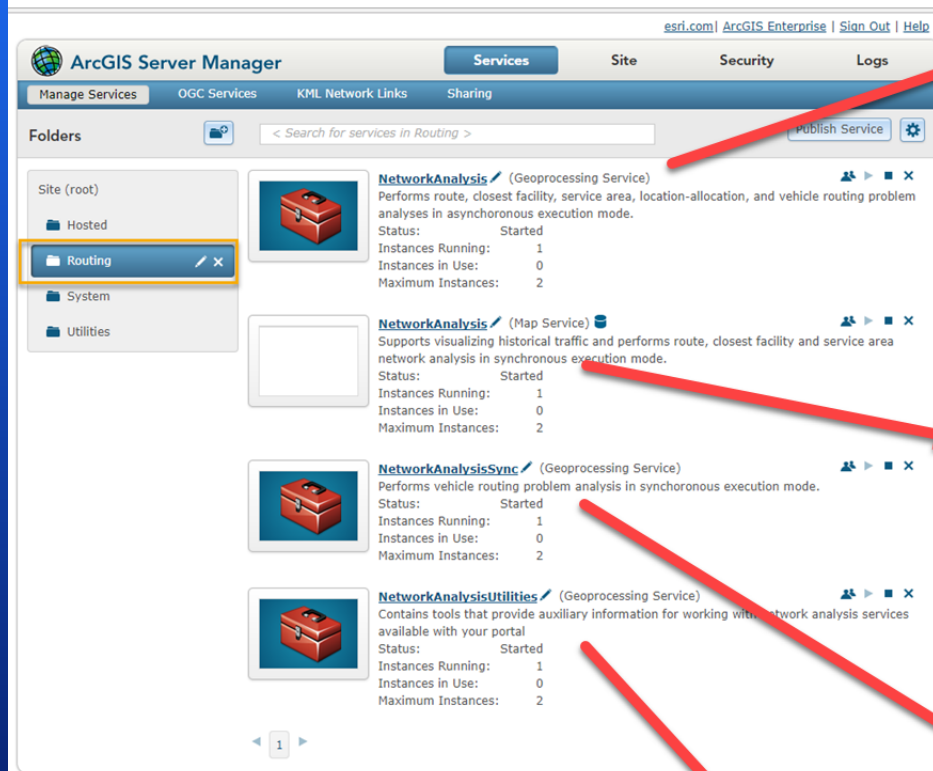 esri.com| ArcGIS Enterprise | Sign Out | Help
ArcGIS Server Manager
Services Site Security Logs
Manage Services OGC Services KML Network Links Sharing
Folders
< Search for services in Routing >
Publish Service
Site (root)
Hosted
Routing
System
Utilities
NetworkAnalysis (Geoprocessing Service)
Performs route, closest facility, service area, location-allocation, and vehicle routing problem
analyses in asynchoronous execution mode.
Status: Started
Instances Running: 1
Instances in Use: 0
Maximum Instances: 2
NetworkAnalysis (Map Service)
Supports visualizing historical traffic and performs route, closest facility and service area
network analysis in synchronous execution mode.
Status: Started
Instances Running: 1
Instances in Use: 0
Maximum Instances: 2
NetworkAnalysisSync (Geoprocessing Service)
Performs vehicle routing problem analysis in synchoronous execution mode.
Status: Started
Instances Running: 1
Instances in Use: 0
Maximum Instances: 2
NetworkAnalysisUtilities (Geoprocessing Service)
Contains tools that provide auxiliary information for working with network analysis services
available with your portal
Status: Started
Instances Running: 1
Instances in Use: 0
Maximum Instances: 2
1